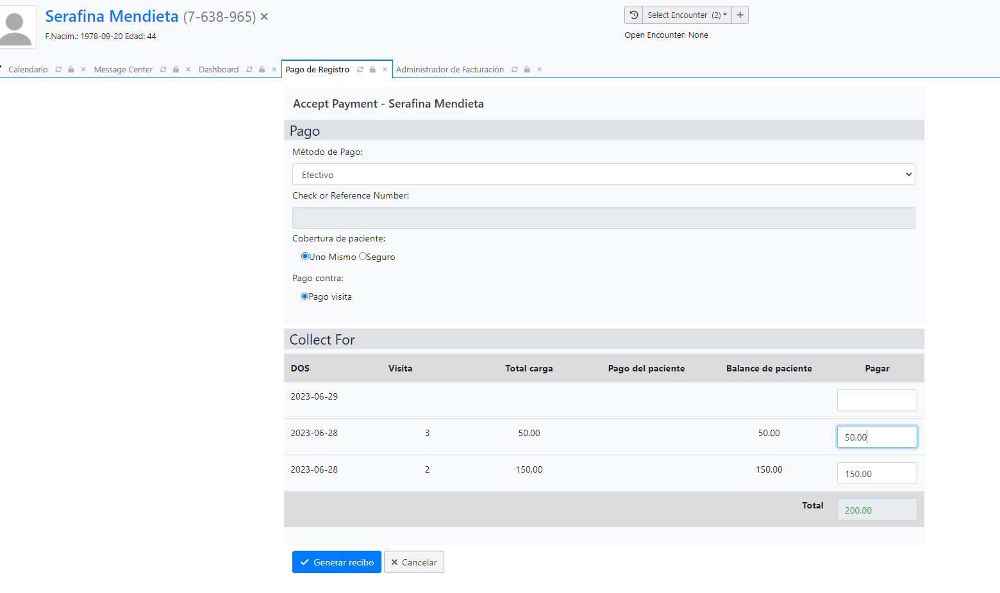 Serafina Mendieta (7-638-965) ×
F.Nacim.: 1978-09-20 Edad: 44
Select Encounter (2)
+
Open Encounter: None
Calendario × Message Center × Dashboard × Pago de Registro × Administrador de Facturación ×
Accept Payment - Serafina Mendieta
Pago
Método de Pago:
Efectivo
Check or Reference Number:
Cobertura de paciente:
Uno Mismo Seguro
Pago contra:
Pago visita
Collect For
DOS Visita Total carga Pago del paciente Balance de paciente Pagar
2023-06-29
2023-06-28 3 50.00 50.00 50.00
2023-06-28 2 150.00 150.00 150.00
Total 200.00
Generar recibo × Cancelar